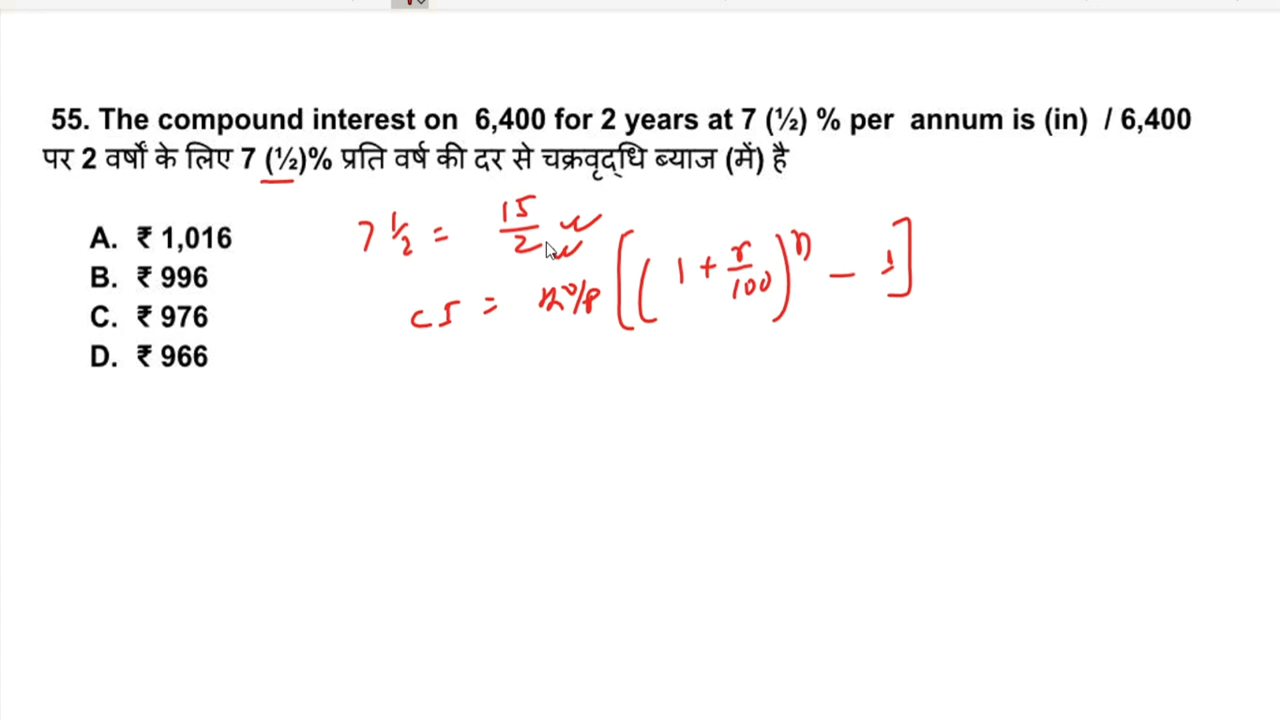 55. The compound interest on 6,400 for 2 years at 7 (½) % per annum is (in) / 6,400
पर 2 वर्षों के लिए 7 (½)% प्रति वर्ष की दर से चक्रवृद्धि ब्याज (में) है
A. ₹ 1,016
B. ₹ 996
C. ₹ 976
D. ₹ 966
7 1/2 = 15/2
CI = [(1 + r/100)^n - 1]